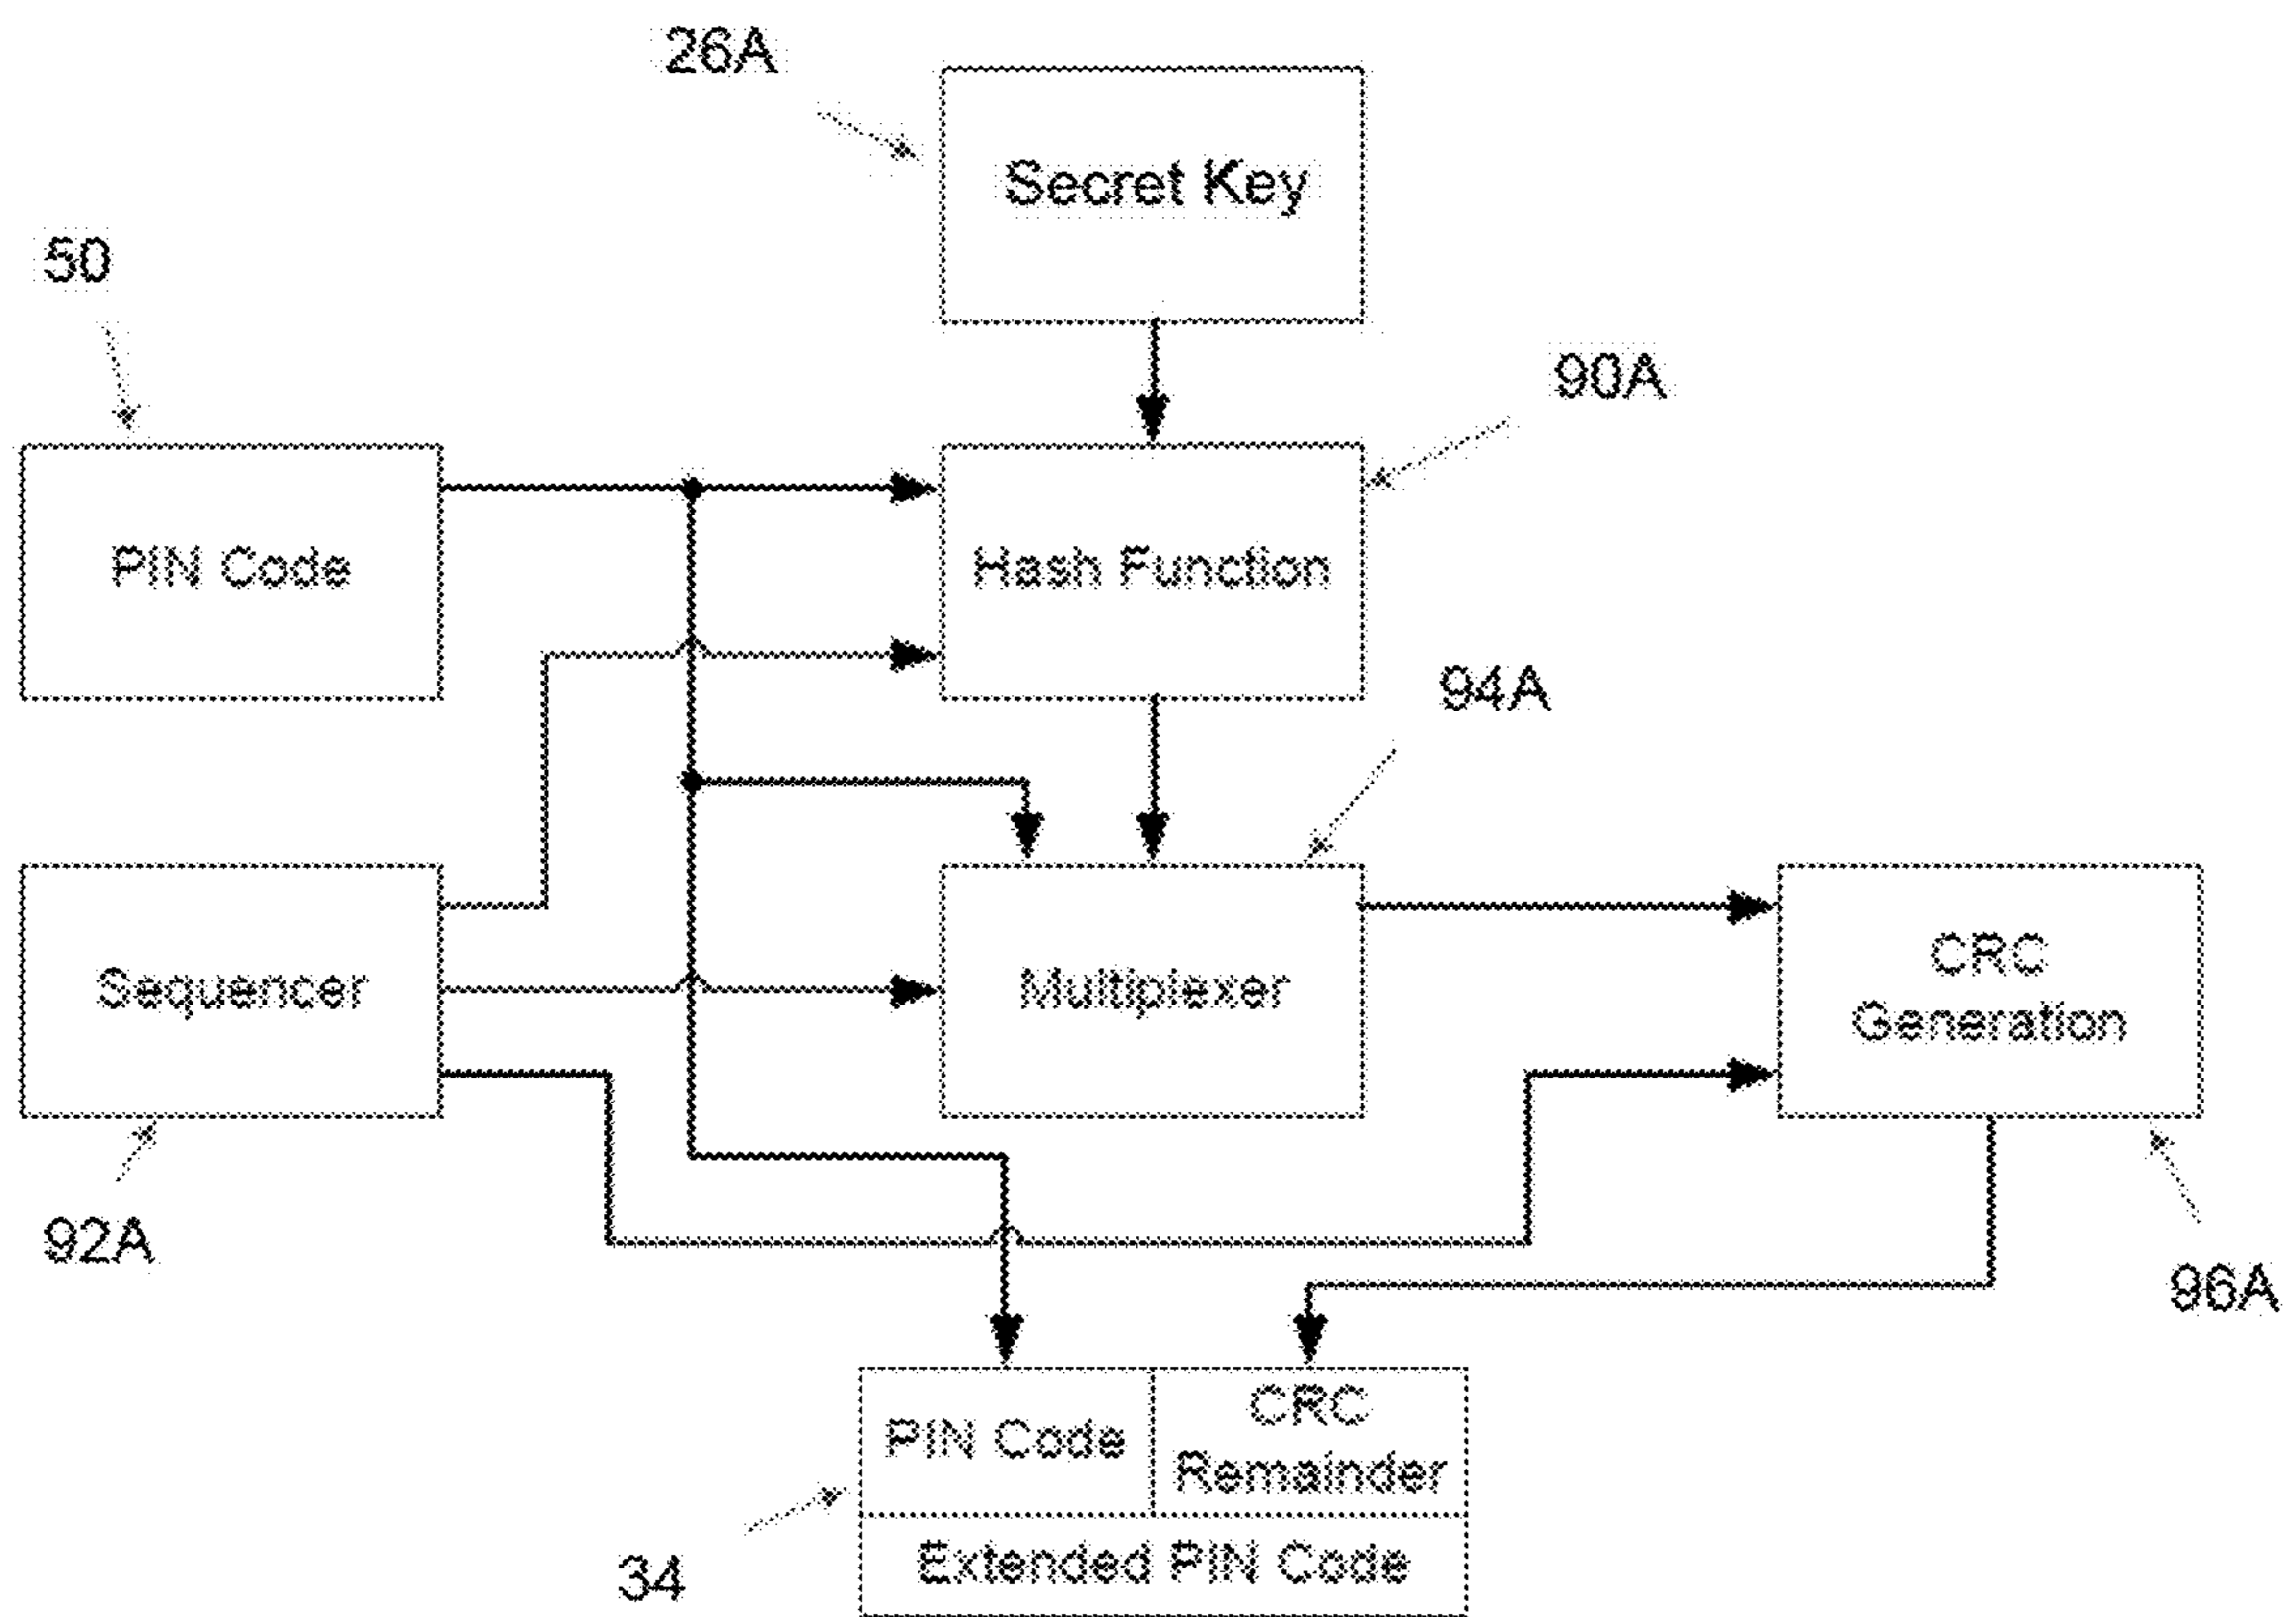 26A
Secret Key
50
90A
PIN Code
Hash Function
94A
Sequencer
Multiplexer
CRC
Generation
92A
96A
PIN Code
CRC
Remainder
34
Extended PIN Code